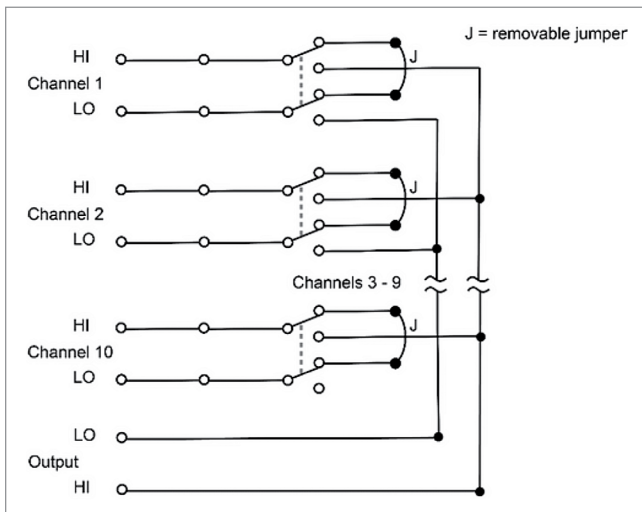 J = removable jumper
HI
J
Channel 1
LO
HI
J
Channel 2
LO
Channels 3 - 9
HI
J
Channel 10
LO
LO
Output
HI